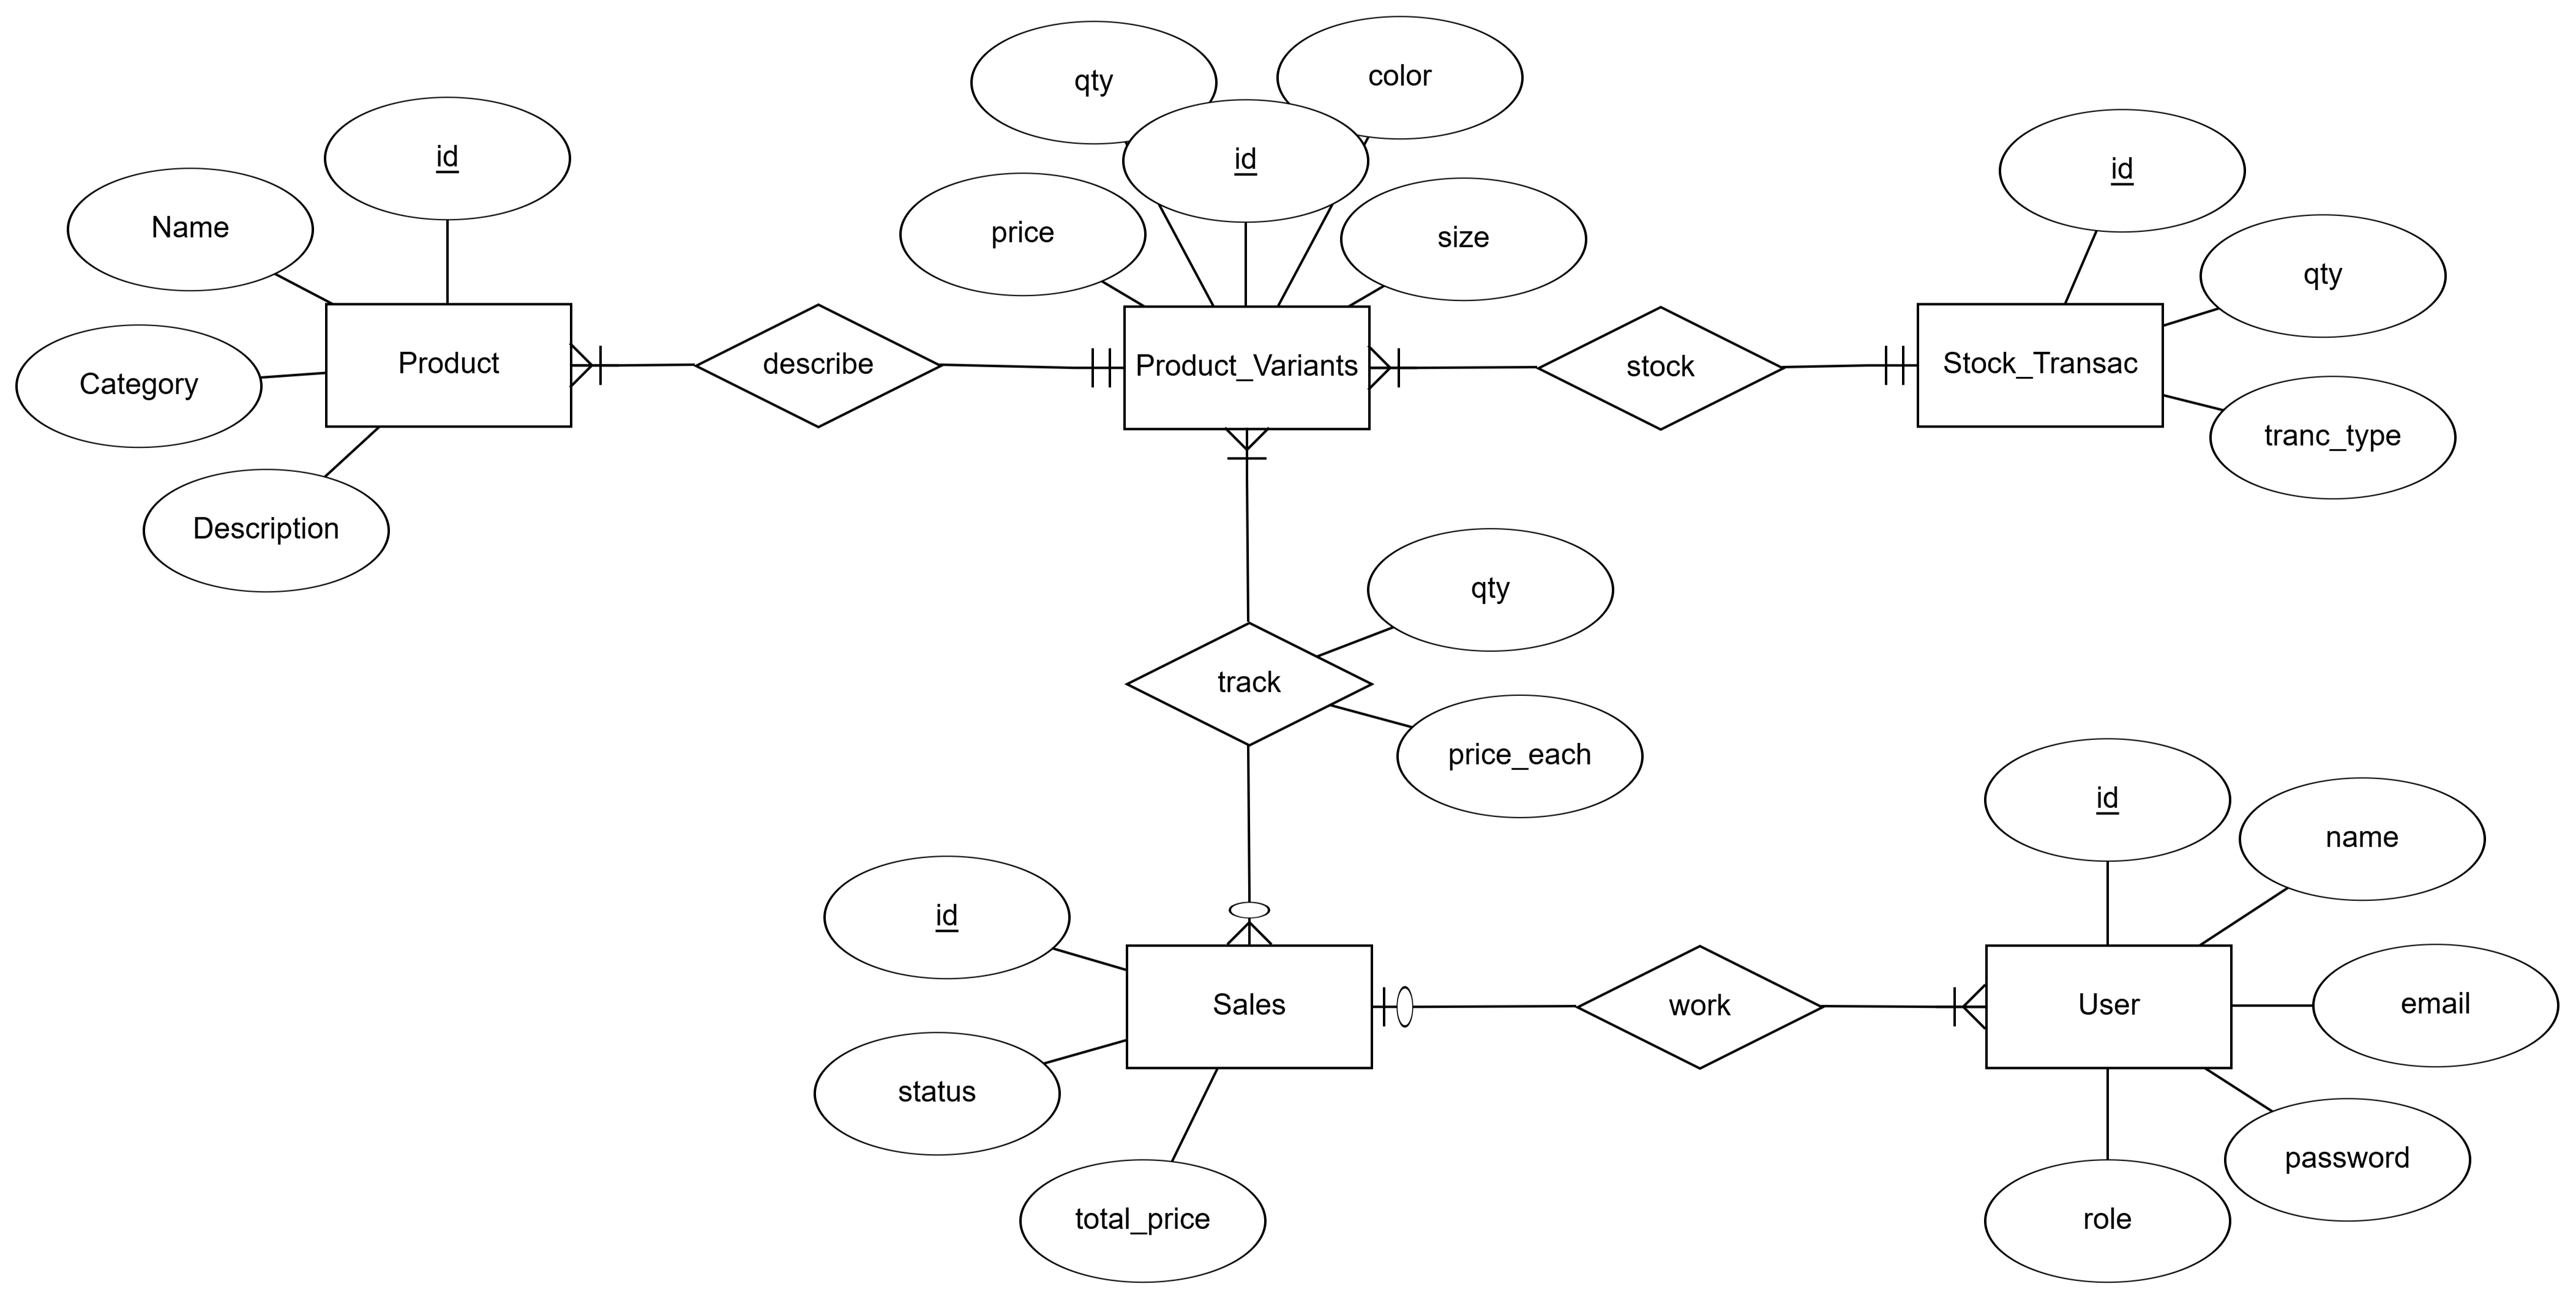 qty
color
id
id
id
Name
price
size
qty
Product
describe
Product_Variants
stock
Stock_Transac
Category
tranc_type
Description
qty
track
price_each
id
name
id
Sales
work
User
email
status
password
total_price
role